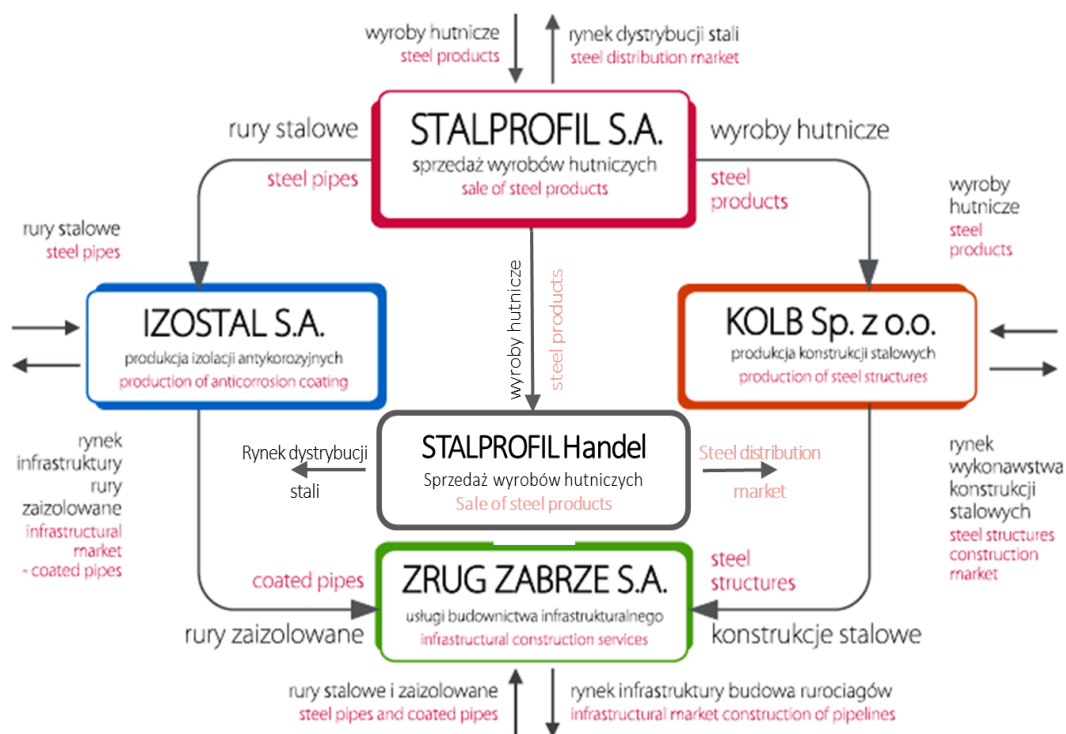 wyroby hutnicze
steel products
rynek dystrybucji stali
steel distribution market
STALPROFIL S.A.
sprzedaż wyrobów hutniczych
sale of steel products
rury stalowe
steel pipes
wyroby hutnicze
steel
products
rury stalowe
steel pipes
wyroby
hutnicze
steel
products
wyroby hutnicze
steel products
IZOSTAL S.A.
produkcja izolacji antykorozyjnych
production of anticorrosion coating
KOLB Sp. z o.o.
produkcja konstrukcji stalowych
production of steel structures
rynek
infrastruktury
rury
zaizolowane
infrastructural
market
- coated pipes
Rynek dystrybucji
stali
STALPROFIL Handel
Sprzedaż wyrobów hutniczych
Sale of steel products
Steel distribution
market
rynek
wykonawstwa
konstrukcji
stalowych
steel structures
construction
market
coated pipes
rury zaizolowane
ZRUG ZABRZE S.A.
usługi budownictwa infrastrukturalnego
infrastructural construction services
steel
structures
konstrukcje stalowe
rury stalowe i zaizolowane
steel pipes and coated pipes
rynek infrastruktury budowa rurociągów
infrastructural market construction of pipelines